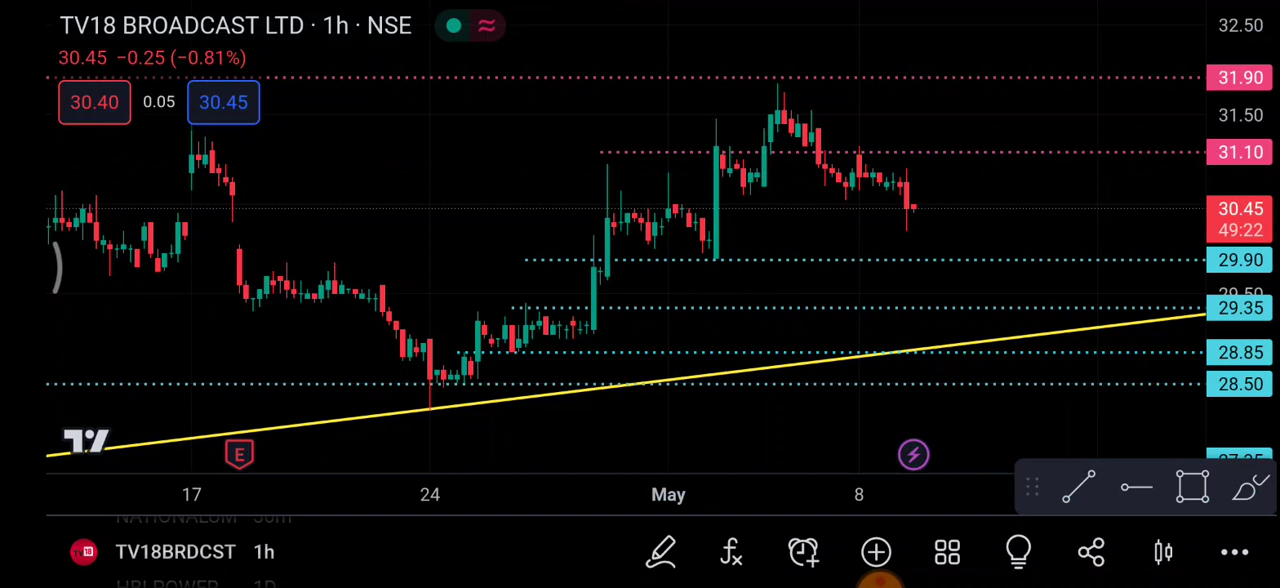 TV18 BROADCAST LTD · 1h · NSE
30.45 −0.25 (−0.81%)
30.40 0.05 30.45
32.50
31.90
31.50
31.10
30.45
49:22
29.90
29.50
29.35
28.85
28.50
E
17 24 May 8
TV18BRDCST 1h